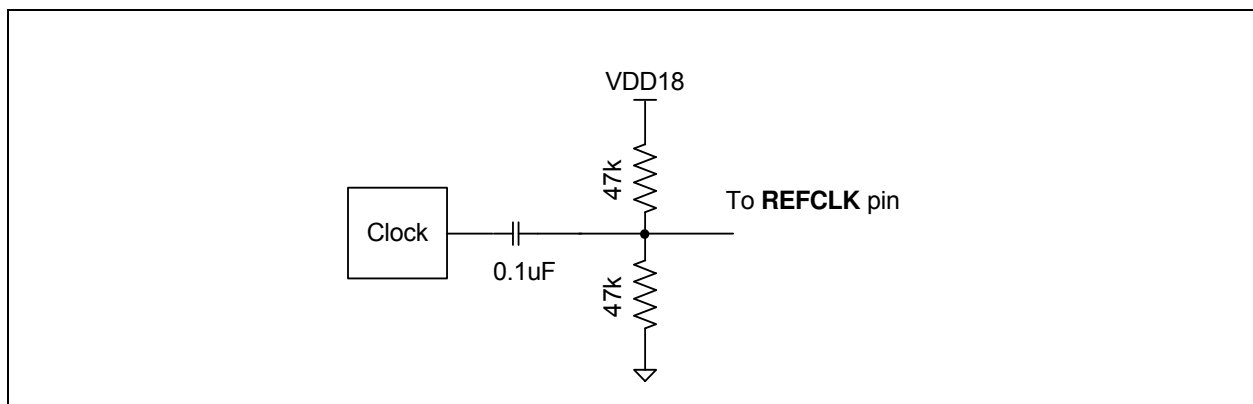 VDD18
47k
To REFCLK pin
Clock
0.1uF
47k